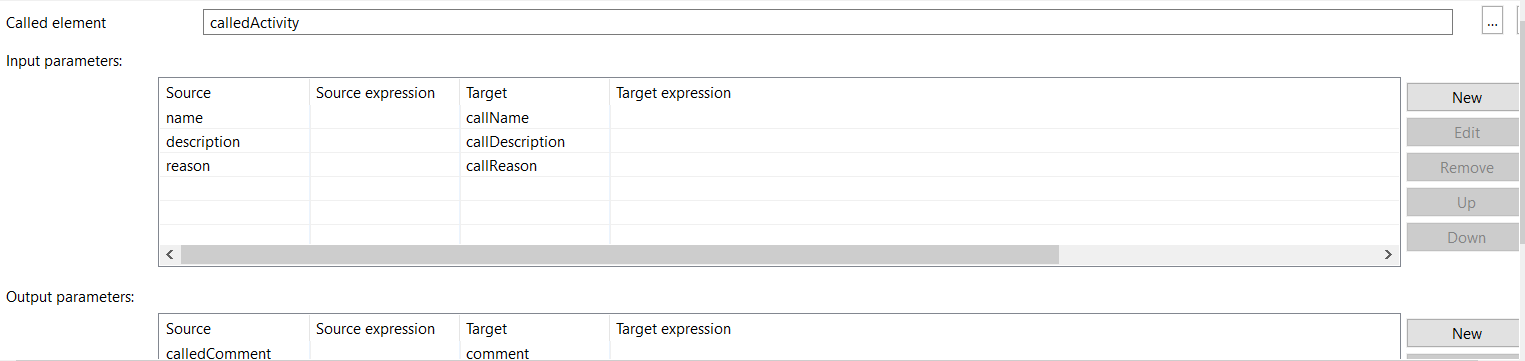 Called element calledActivity ...
Input parameters:
Source Source expression Target Target expression New
name callName
description callDescription Edit
reason callReason Remove
Up
Down
Output parameters:
Source Source expression Target Target expression New
calledComment comment